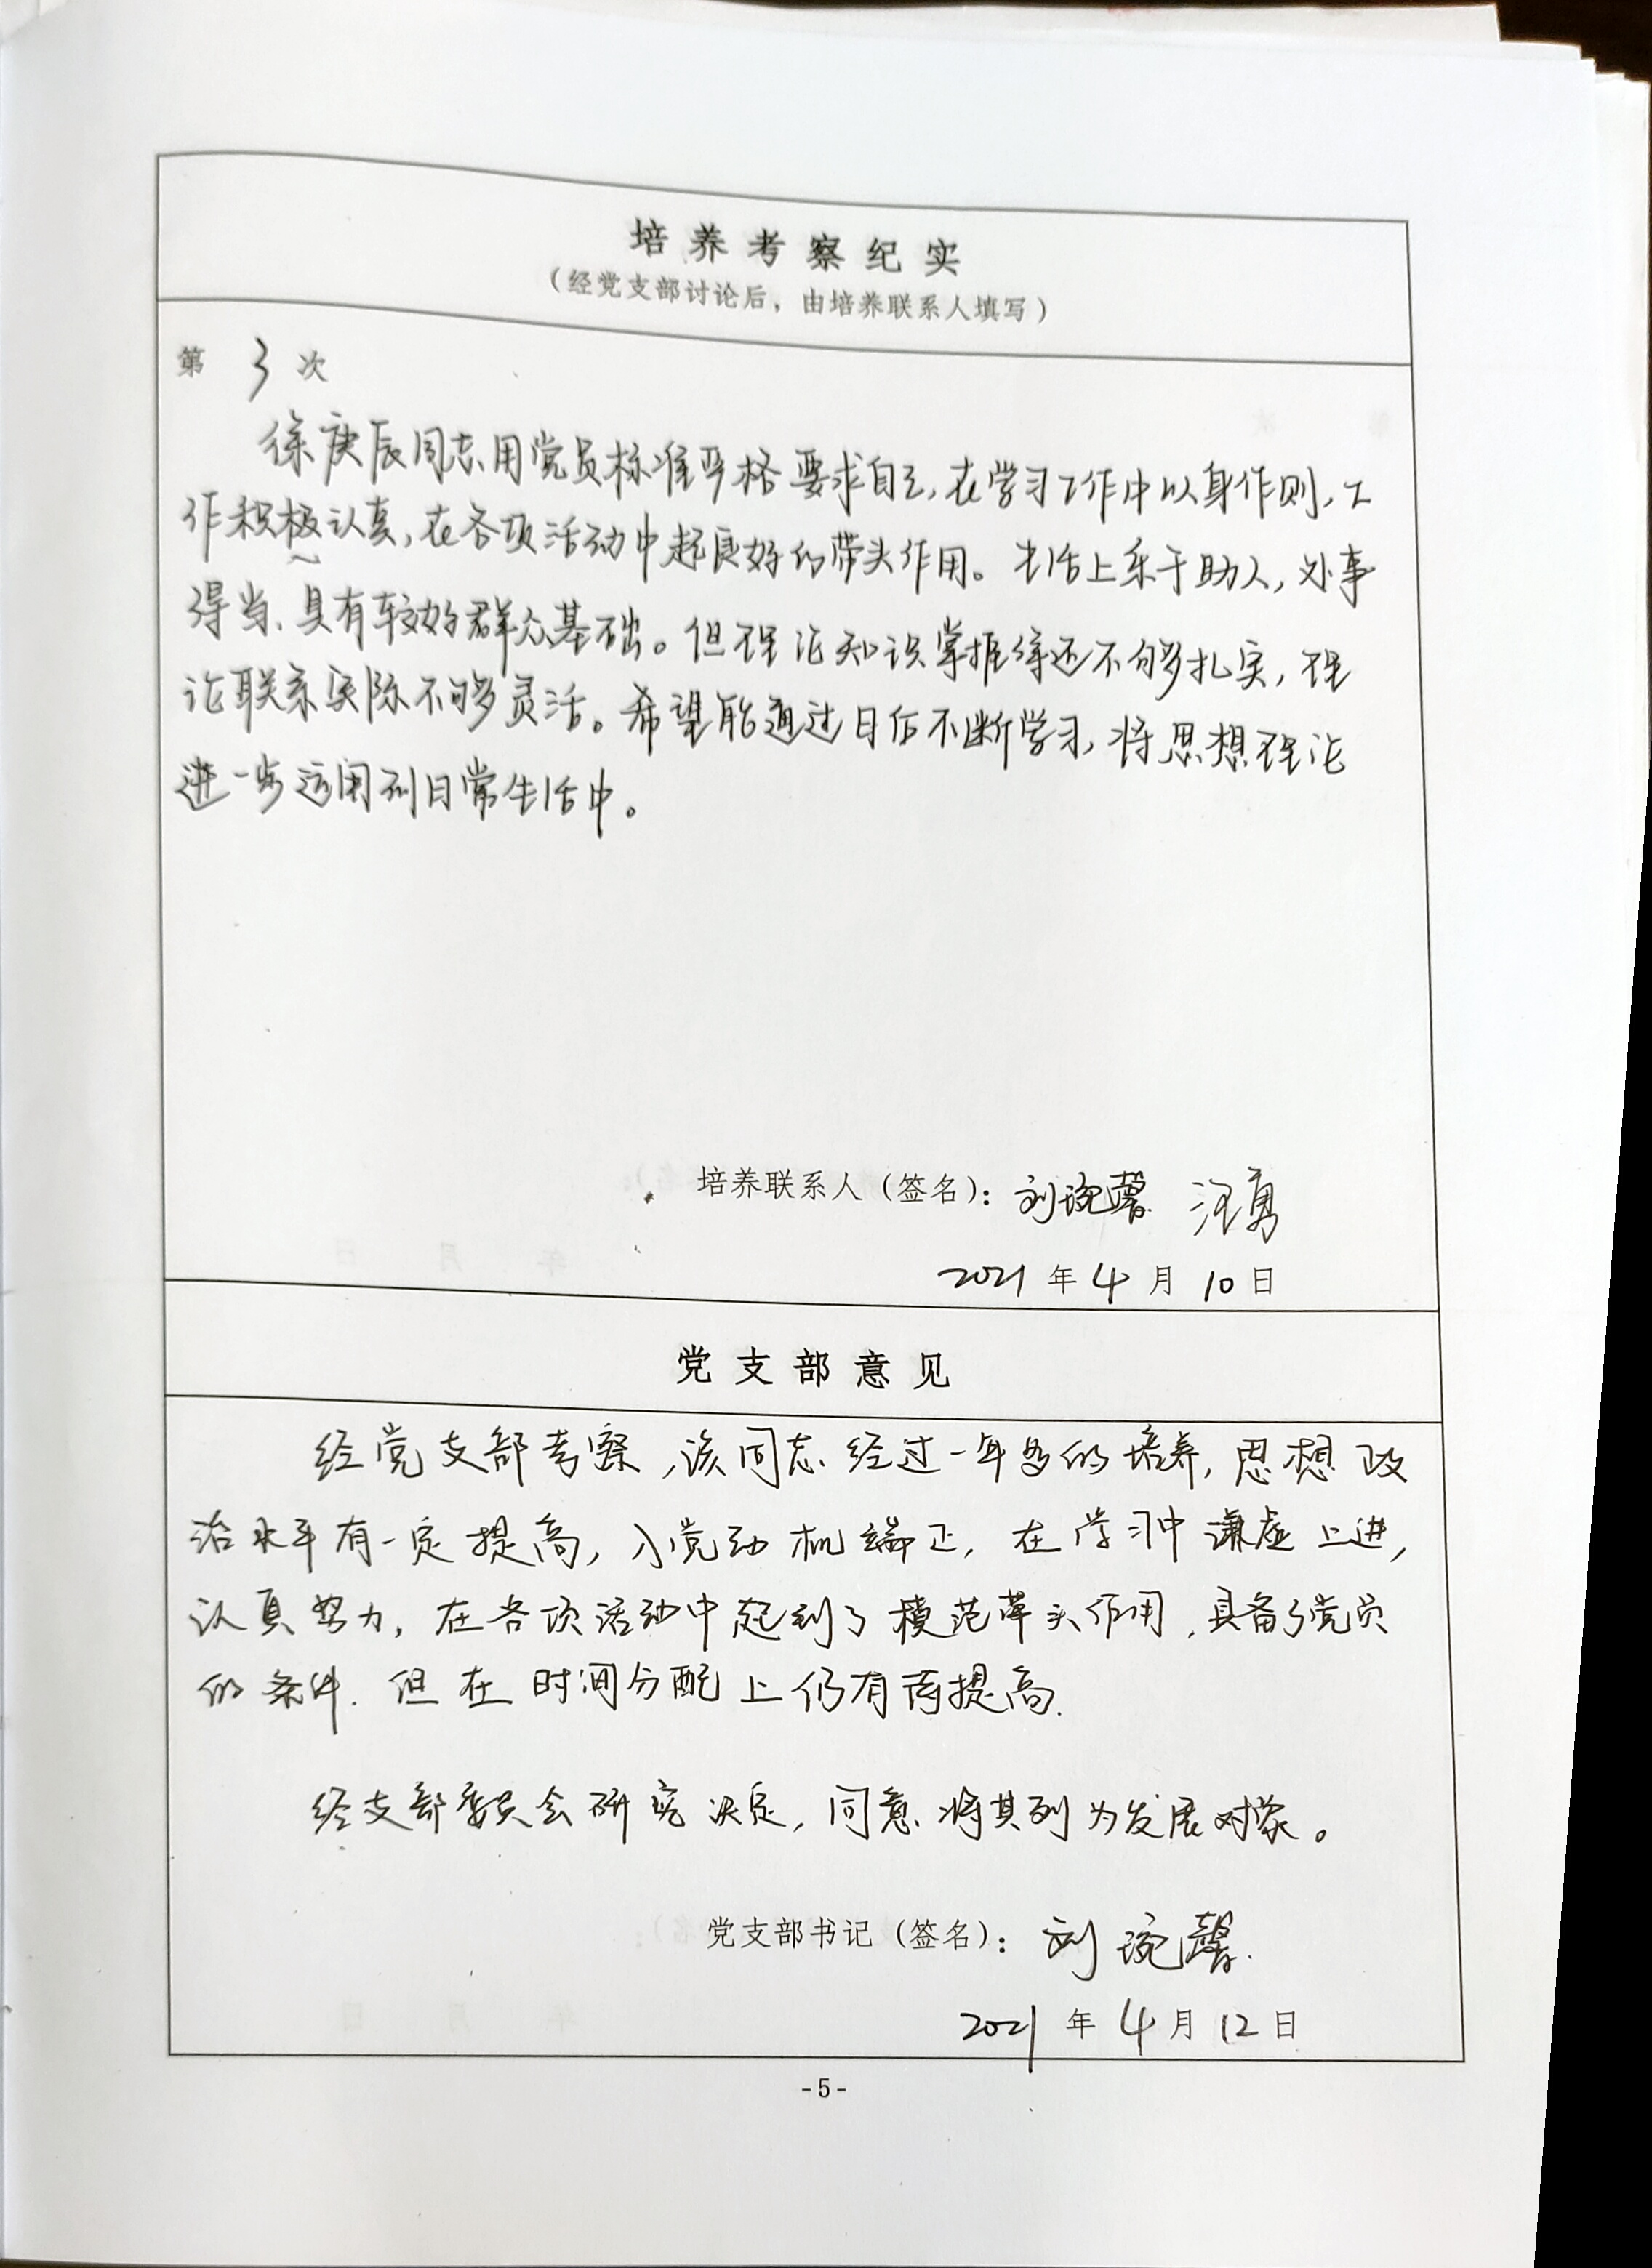 培养考察纪实
（经党支部讨论后，由培养联系人填写）
第 3 次
徐庚辰同志用党员标准严格要求自己，在学习工作中以身作则，工
作积极认真，在各项活动中起良好的带头作用。生活上乐于助人，处事
得当、具有较好群众基础。但理论知识掌握得还不够扎实，理
论联系实际不够灵活。希望能通过日后不断学习，将思想理论
进一步运用到日常生活中。
培养联系人（签名）：刘琬馨 汪勇
2021 年 4 月 10 日
党支部意见
经党支部考察，该同志经过一年多的培养，思想政
治水平有一定提高，入党动机端正，在学习中谦虚上进，
认真努力，在各项活动中起到了模范带头作用，具备了党员
的条件．但在时间分配上仍有待提高．
经支部委员会研究决定，同意将其列为发展对象。
党支部书记（签名）：刘琬馨．
2021 年 4 月 12 日
-5-